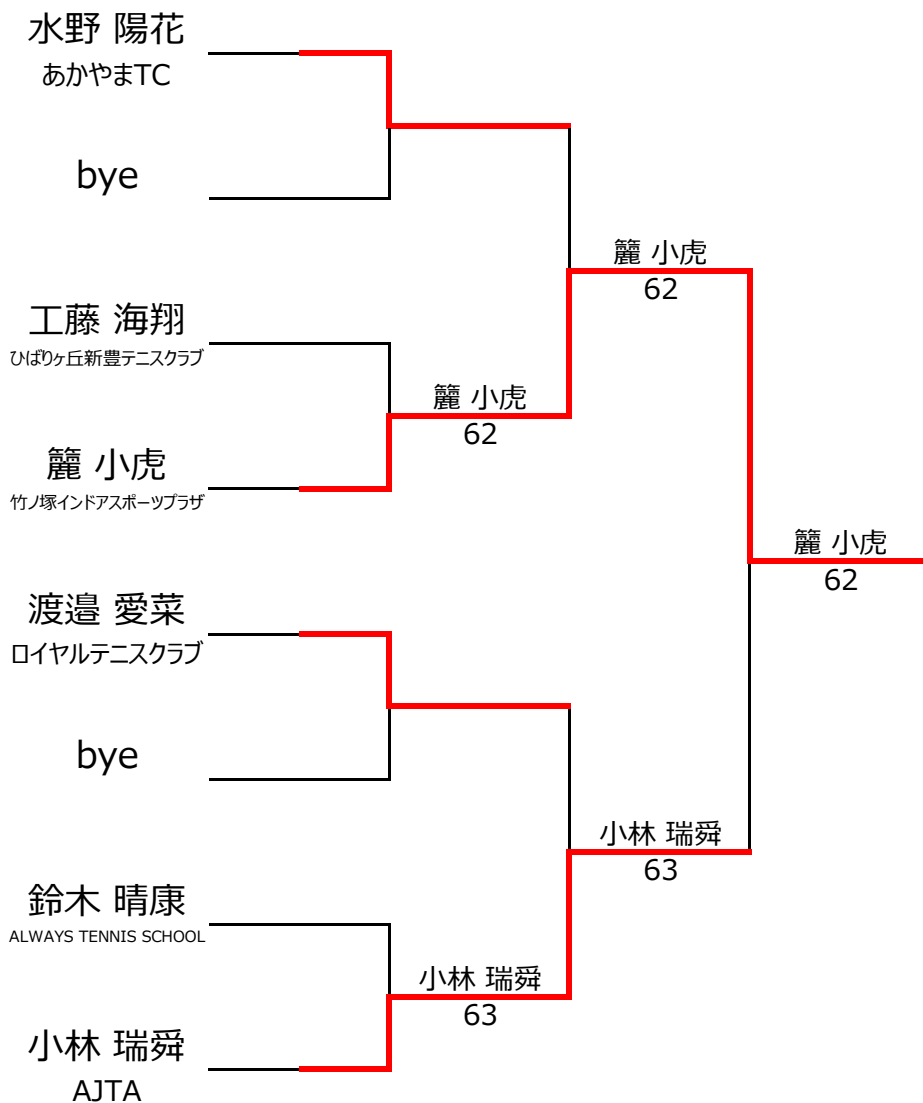 水野 陽花
あかやまTC
bye
工藤 海翔
ひばりヶ丘新豊テニスクラブ
籠 小虎
竹ノ塚インドアスポーツプラザ
渡邉 愛菜
ロイヤルテニスクラブ
bye
鈴木 晴康
ALWAYS TENNIS SCHOOL
小林 瑞舜
AJTA
籠 小虎
62
小林 瑞舜
63
籠 小虎
62
小林 瑞舜
63
籠 小虎
62